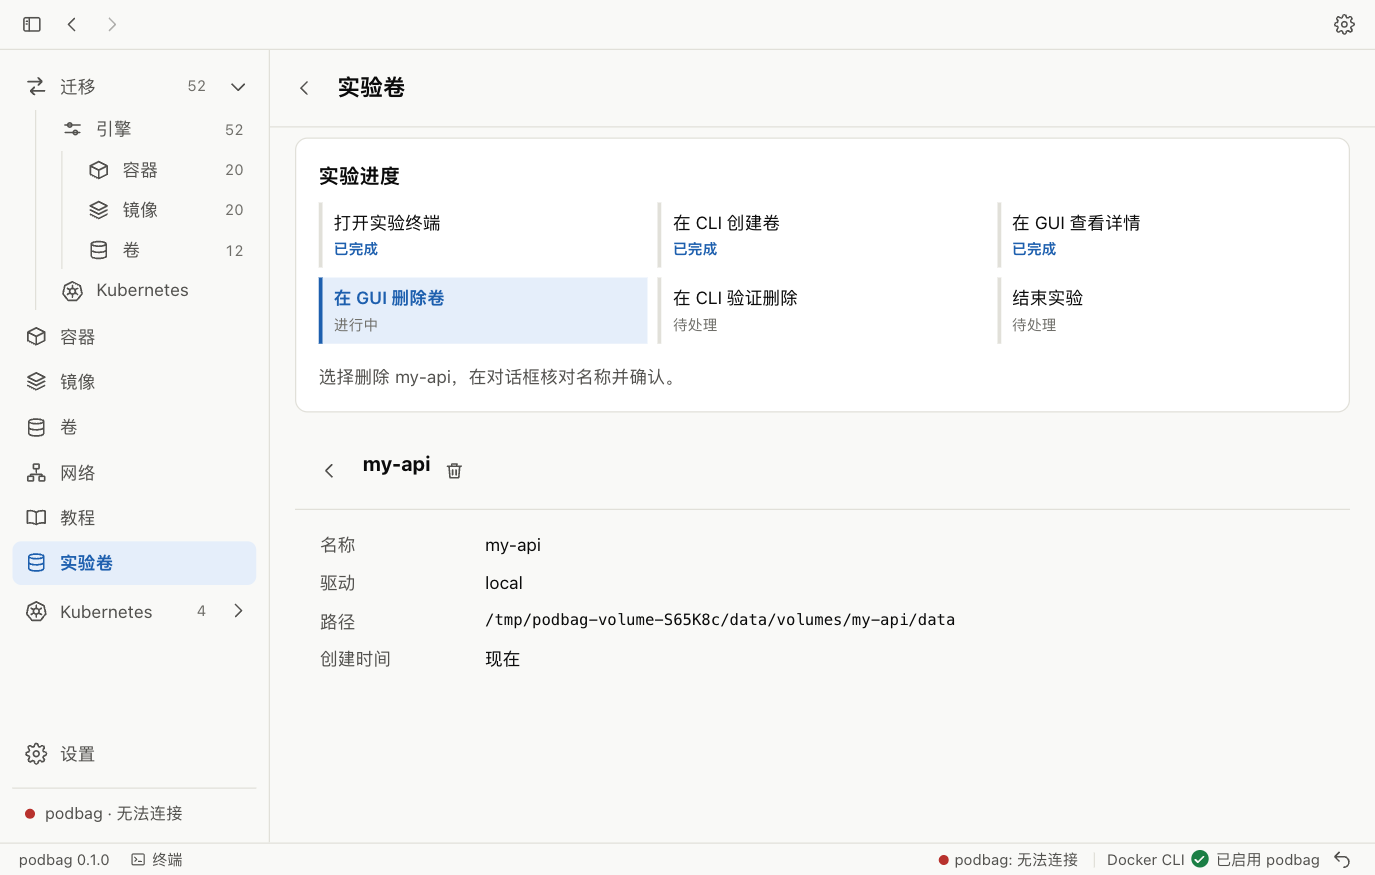 迁移 52
引擎 52
容器 20
镜像 20
卷 12
Kubernetes
容器
镜像
卷
网络
教程
实验卷
Kubernetes 4
设置
podbag · 无法连接
实验卷
实验进度
打开实验终端
已完成
在 CLI 创建卷
已完成
在 GUI 查看详情
已完成
在 GUI 删除卷
进行中
在 CLI 验证删除
待处理
结束实验
待处理
选择删除 my-api，在对话框核对名称并确认。
my-api
名称 my-api
驱动 local
路径 /tmp/podbag-volume-S65K8c/data/volumes/my-api/data
创建时间 现在
podbag 0.1.0 终端 podbag: 无法连接 Docker CLI 已启用 podbag